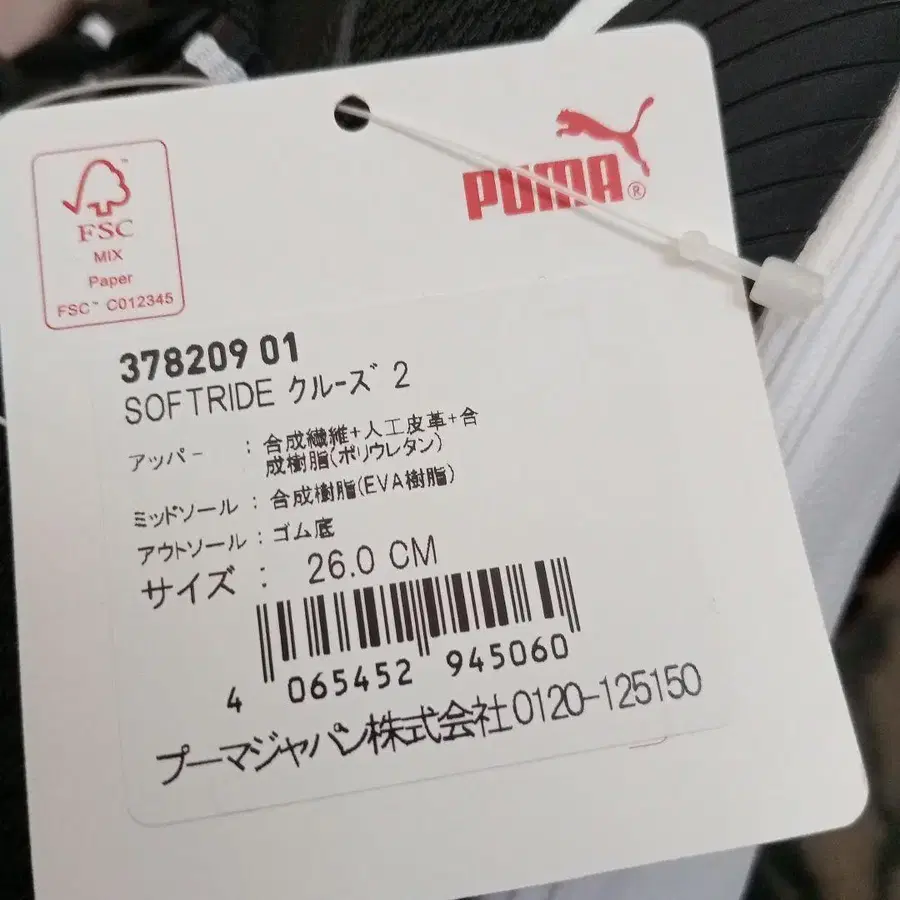 PUMA®
FSC™
MIX
Paper
FSC™ C012345
378209 01
SOFTRIDE クルーズ 2
アッパー : 合成繊維+人工皮革+合
成樹脂(ポリウレタン)
ミッドソール : 合成樹脂(EVA樹脂)
アウトソール : ゴム底
サイズ : 26.0 CM
4 065452 945060
プーマジャパン株式会社0120-125150